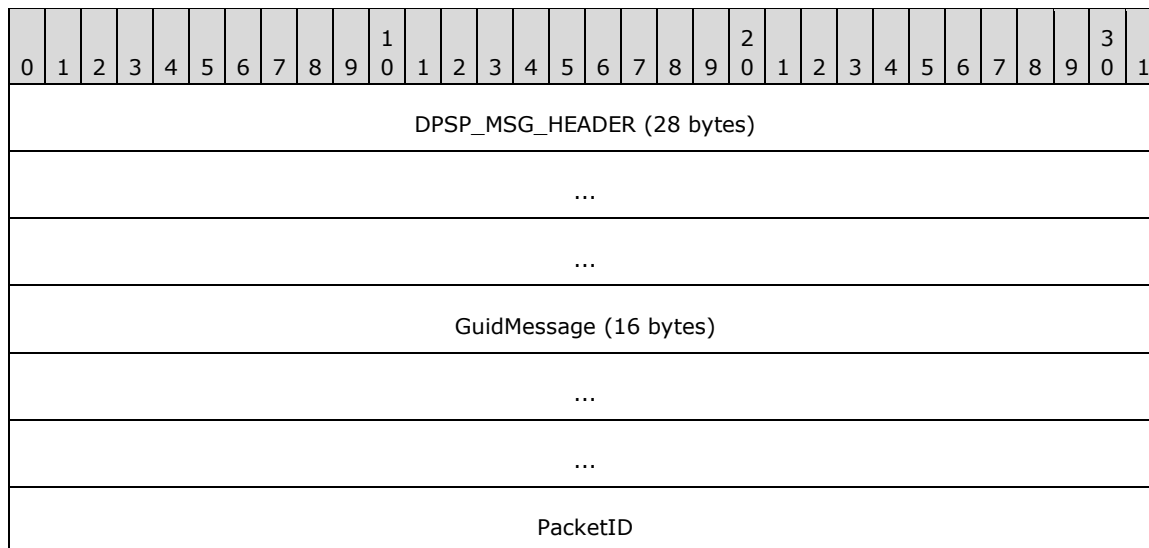 1 2 3
0 1 2 3 4 5 6 7 8 9 0 1 2 3 4 5 6 7 8 9 0 1 2 3 4 5 6 7 8 9 0 1
DPSP_MSG_HEADER (28 bytes)
...
...
GuidMessage (16 bytes)
...
...
PacketID